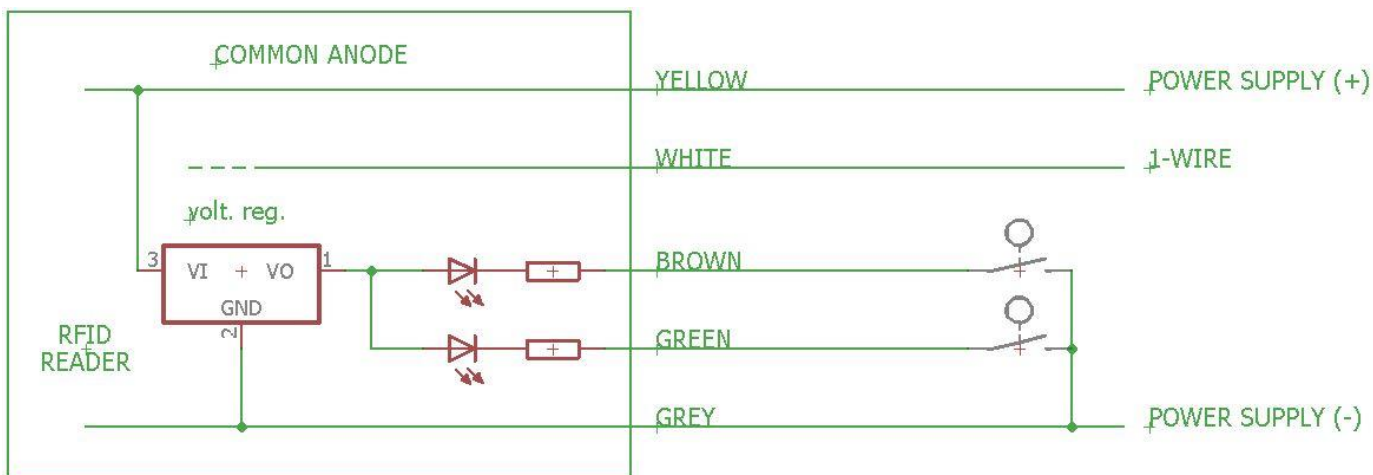 COMMON ANODE
YELLOW
POWER SUPPLY (+)
WHITE
1-WIRE
volt. reg.
3
VI
VO
1
BROWN
GND
2
RFID
READER
GREEN
GREY
POWER SUPPLY (-)